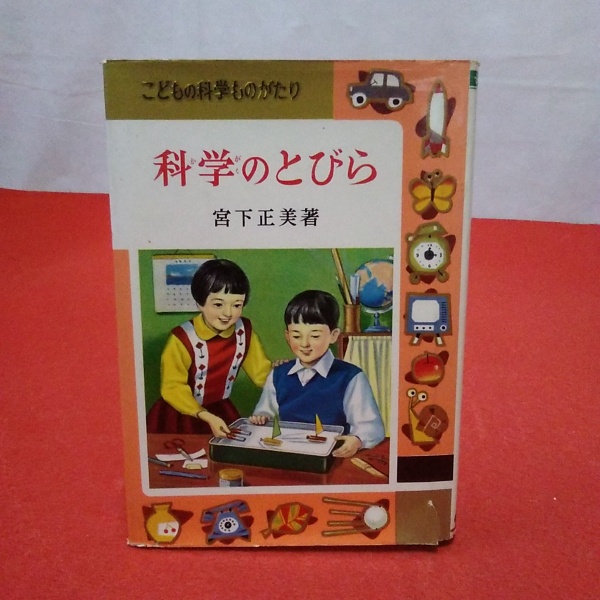 こどもの科学ものがたり
科学のとびら
宮下正美著